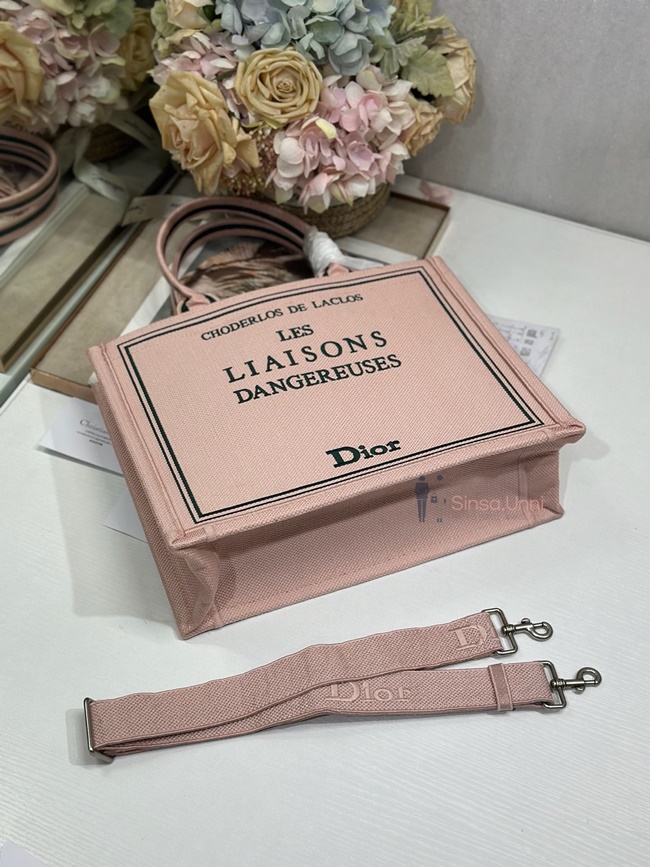 CHODERLOS DE LACLOS
LES
LIAISONS
DANGEREUSES
Dior
Sinsa.Unni
D
Dior